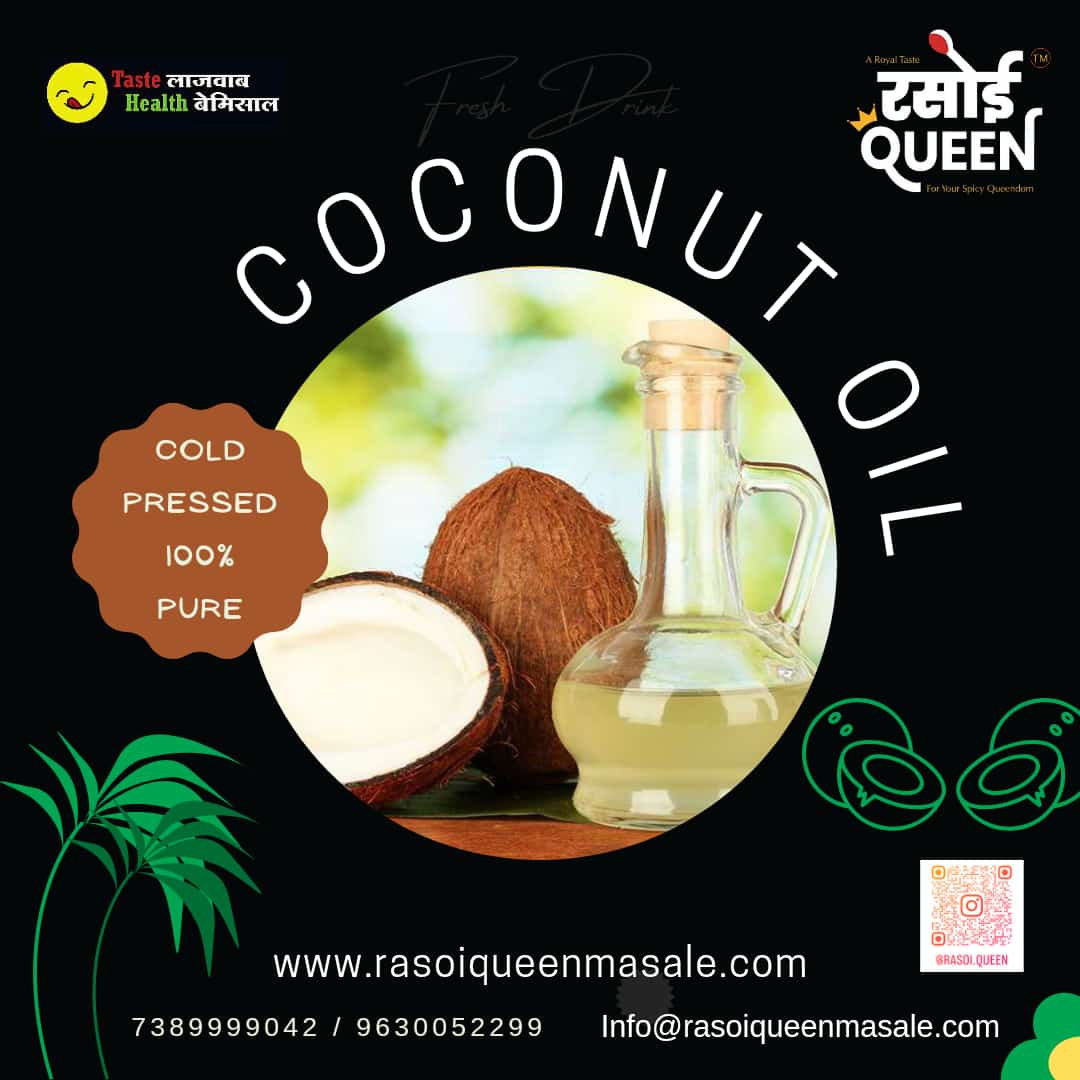 Taste लाजवाब
Health बेमिसाल
Fresh Drink
A Royal Taste
TM
रसोई
QUEEN
For Your Spicy Queendom
COCONUT OIL
COLD
PRESSED
100%
PURE
@RASOI.QUEEN
www.rasoiqueenmasale.com
7389999042 / 9630052299
Info@rasoiqueenmasale.com